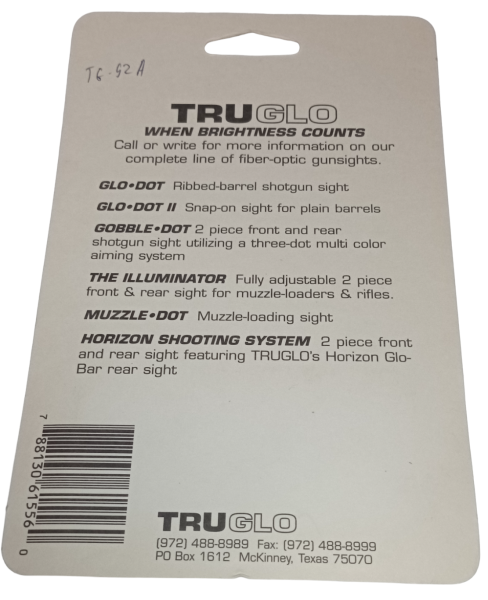 TG-92A
TRUGLO
WHEN BRIGHTNESS COUNTS
Call or write for more information on our
complete line of fiber-optic gunsights.
GLO•DOT Ribbed-barrel shotgun sight
GLO•DOT II Snap-on sight for plain barrels
GOBBLE•DOT 2 piece front and rear
shotgun sight utilizing a three-dot multi color
aiming system
THE ILLUMINATOR Fully adjustable 2 piece
front & rear sight for muzzle-loaders & rifles.
MUZZLE•DOT Muzzle-loading sight
HORIZON SHOOTING SYSTEM 2 piece front
and rear sight featuring TRUGLO's Horizon Glo-
Bar rear sight
7 88130 61556 0
TRUGLO
(972) 488-8989 Fax: (972) 488-8999
PO Box 1612 McKinney, Texas 75070